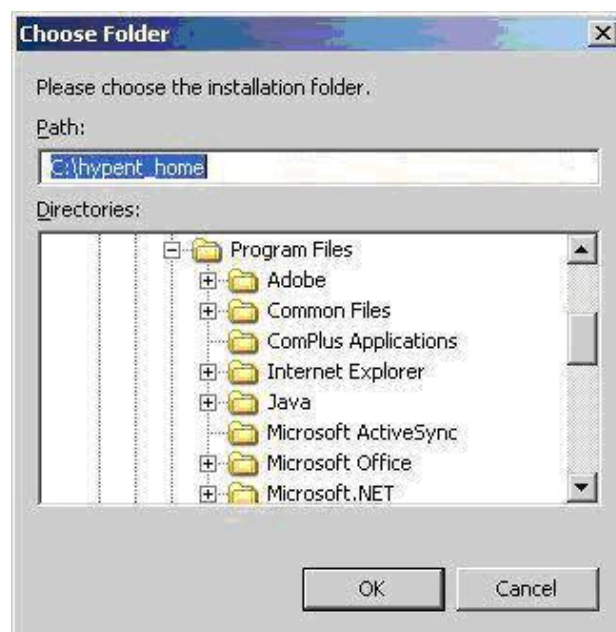 Choose Folder
Please choose the installation folder.
Path:
C:\hypent_home
Directories:
Program Files
Adobe
Common Files
ComPlus Applications
Internet Explorer
Java
Microsoft ActiveSync
Microsoft Office
Microsoft.NET
OK
Cancel